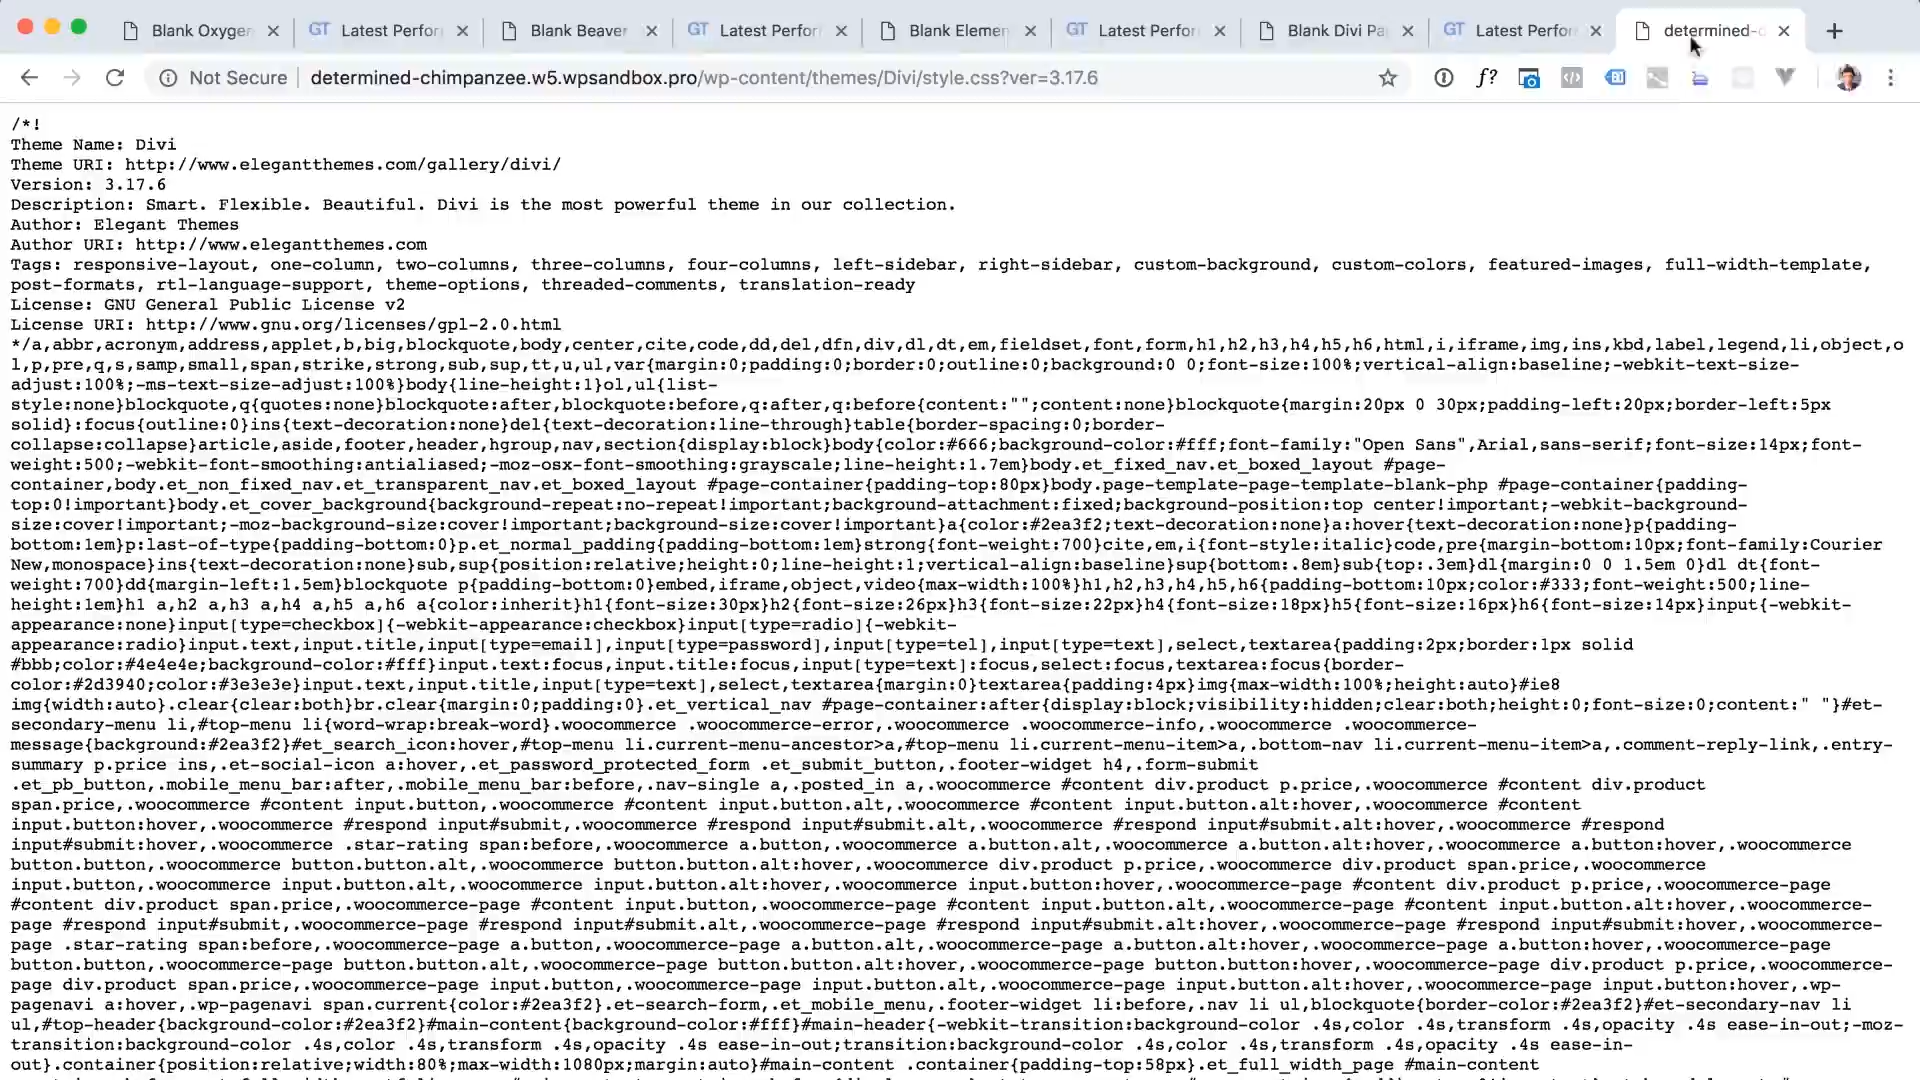 Blank Oxygen
GT Latest Perfor
Blank Beaver
GT Latest Perfor
Blank Elemen
GT Latest Perfor
Blank Divi Pa
GT Latest Perfor
determined-c
Not Secure determined-chimpanzee.w5.wpsandbox.pro/wp-content/themes/Divi/style.css?ver=3.17.6 f?
/*!
Theme Name: Divi
Theme URI: http://www.elegantthemes.com/gallery/divi/
Version: 3.17.6
Description: Smart. Flexible. Beautiful. Divi is the most powerful theme in our collection.
Author: Elegant Themes
Author URI: http://www.elegantthemes.com
Tags: responsive-layout, one-column, two-columns, three-columns, four-columns, left-sidebar, right-sidebar, custom-background, custom-colors, featured-images, full-width-template,
post-formats, rtl-language-support, theme-options, threaded-comments, translation-ready
License: GNU General Public License v2
License URI: http://www.gnu.org/licenses/gpl-2.0.html
*/a,abbr,acronym,address,applet,b,big,blockquote,body,center,cite,code,dd,del,dfn,div,dl,dt,em,fieldset,font,form,h1,h2,h3,h4,h5,h6,html,i,iframe,img,ins,kbd,label,legend,li,object,o
l,p,pre,q,s,samp,small,span,strike,strong,sub,sup,tt,u,ul,var{margin:0;padding:0;border:0;outline:0;background:0 0;font-size:100%;vertical-align:baseline;-webkit-text-size-
adjust:100%;-ms-text-size-adjust:100%}body{line-height:1}ol,ul{list-
style:none}blockquote,q{quotes:none}blockquote:after,blockquote:before,q:after,q:before{content:"";content:none}blockquote{margin:20px 0 30px;padding-left:20px;border-left:5px
solid}:focus{outline:0}ins{text-decoration:none}del{text-decoration:line-through}table{border-spacing:0;border-
collapse:collapse}article,aside,footer,header,hgroup,nav,section{display:block}body{color:#666;background-color:#fff;font-family:"Open Sans",Arial,sans-serif;font-size:14px;font-
weight:500;-webkit-font-smoothing:antialiased;-moz-osx-font-smoothing:grayscale;line-height:1.7em}body.et_fixed_nav.et_boxed_layout #page-
container,body.et_non_fixed_nav.et_transparent_nav.et_boxed_layout #page-container{padding-top:80px}body.page-template-page-template-blank-php #page-container{padding-
top:0!important}body.et_cover_background{background-repeat:no-repeat!important;background-attachment:fixed;background-position:top center!important;-webkit-background-
size:cover!important;-moz-background-size:cover!important;background-size:cover!important}a{color:#2ea3f2;text-decoration:none}a:hover{text-decoration:none}p{padding-
bottom:1em}p:last-of-type{padding-bottom:0}p.et_normal_padding{padding-bottom:1em}strong{font-weight:700}cite,em,i{font-style:italic}code,pre{margin-bottom:10px;font-family:Courier
New,monospace}ins{text-decoration:none}sub,sup{position:relative;height:0;line-height:1;vertical-align:baseline}sup{bottom:.8em}sub{top:.3em}dl{margin:0 0 1.5em 0}dl dt{font-
weight:700}dd{margin-left:1.5em}blockquote p{padding-bottom:0}embed,iframe,object,video{max-width:100%}h1,h2,h3,h4,h5,h6{padding-bottom:10px;color:#333;font-weight:500;line-
height:1em}h1 a,h2 a,h3 a,h4 a,h5 a,h6 a{color:inherit}h1{font-size:30px}h2{font-size:26px}h3{font-size:22px}h4{font-size:18px}h5{font-size:16px}h6{font-size:14px}input{-webkit-
appearance:none}input[type=checkbox]{-webkit-appearance:checkbox}input[type=radio]{-webkit-
appearance:radio}input.text,input.title,input[type=email],input[type=password],input[type=tel],input[type=text],select,textarea{padding:2px;border:1px solid
#bbb;color:#4e4e4e;background-color:#fff}input.text:focus,input.title:focus,input[type=text]:focus,select:focus,textarea:focus{border-
color:#2d3940;color:#3e3e3e}input.text,input.title,input[type=text],select,textarea{margin:0}textarea{padding:4px}img{max-width:100%;height:auto}#ie8
img{width:auto}.clear{clear:both}br.clear{margin:0;padding:0}.et_vertical_nav #page-container:after{display:block;visibility:hidden;clear:both;height:0;font-size:0;content:" "}#et-
secondary-menu li,#top-menu li{word-wrap:break-word}.woocommerce .woocommerce-error,.woocommerce .woocommerce-info,.woocommerce .woocommerce-
message{background:#2ea3f2}#et_search_icon:hover,#top-menu li.current-menu-ancestor>a,#top-menu li.current-menu-item>a,.bottom-nav li.current-menu-item>a,.comment-reply-link,.entry-
summary p.price ins,.et-social-icon a:hover,.et_password_protected_form .et_submit_button,.footer-widget h4,.form-submit
.et_pb_button,.mobile_menu_bar:after,.mobile_menu_bar:before,.nav-single a,.posted_in a,.woocommerce #content div.product p.price,.woocommerce #content div.product
span.price,.woocommerce #content input.button,.woocommerce #content input.button.alt,.woocommerce #content input.button.alt:hover,.woocommerce #content
input.button:hover,.woocommerce #respond input#submit,.woocommerce #respond input#submit.alt,.woocommerce #respond input#submit.alt:hover,.woocommerce #respond
input#submit:hover,.woocommerce .star-rating span:before,.woocommerce a.button,.woocommerce a.button.alt,.woocommerce a.button.alt:hover,.woocommerce a.button:hover,.woocommerce
button.button,.woocommerce button.button.alt,.woocommerce button.button.alt:hover,.woocommerce div.product p.price,.woocommerce div.product span.price,.woocommerce
input.button,.woocommerce input.button.alt,.woocommerce input.button.alt:hover,.woocommerce input.button:hover,.woocommerce-page #content div.product p.price,.woocommerce-page
#content div.product span.price,.woocommerce-page #content input.button,.woocommerce-page #content input.button.alt,.woocommerce-page #content input.button.alt:hover,.woocommerce-
page #respond input#submit,.woocommerce-page #respond input#submit.alt,.woocommerce-page #respond input#submit.alt:hover,.woocommerce-page #respond input#submit:hover,.woocommerce-
page .star-rating span:before,.woocommerce-page a.button,.woocommerce-page a.button.alt,.woocommerce-page a.button.alt:hover,.woocommerce-page a.button:hover,.woocommerce-page
button.button,.woocommerce-page button.button.alt,.woocommerce-page button.button.alt:hover,.woocommerce-page button.button:hover,.woocommerce-page div.product p.price,.woocommerce-
page div.product span.price,.woocommerce-page input.button,.woocommerce-page input.button.alt,.woocommerce-page input.button.alt:hover,.woocommerce-page input.button:hover,.wp-
pagenavi a:hover,.wp-pagenavi span.current{color:#2ea3f2}.et-search-form,.et_mobile_menu,.footer-widget li:before,.nav li ul,blockquote{border-color:#2ea3f2}#et-secondary-nav li
ul,#top-header{background-color:#2ea3f2}#main-content{background-color:#fff}#main-header{-webkit-transition:background-color .4s,color .4s,transform .4s,opacity .4s ease-in-out;-moz-
transition:background-color .4s,color .4s,transform .4s,opacity .4s ease-in-out;transition:background-color .4s,color .4s,transform .4s,opacity .4s ease-in-
out}.container{position:relative;width:80%;max-width:1080px;margin:auto}#main-content .container{padding-top:58px}.et_full_width_page #main-content